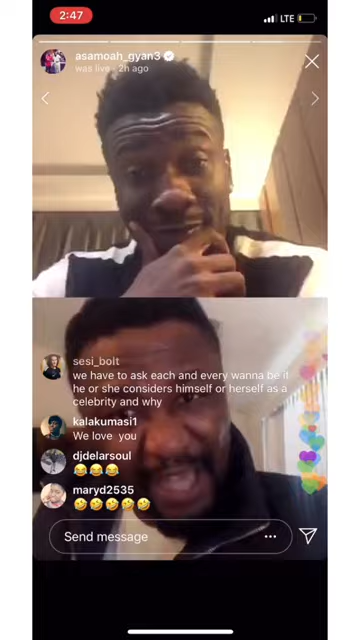 2:47
LTE
asamoah_gyan3
was live · 2h ago
sesi_bolt
we have to ask each and every wanna be if
he or she considers himself or herself as a
celebrity and why
kalakumasi1
We love you
djdelarsoul
😂😂😂
maryd2535
🤣🤣🤣🤣🤣
Send message